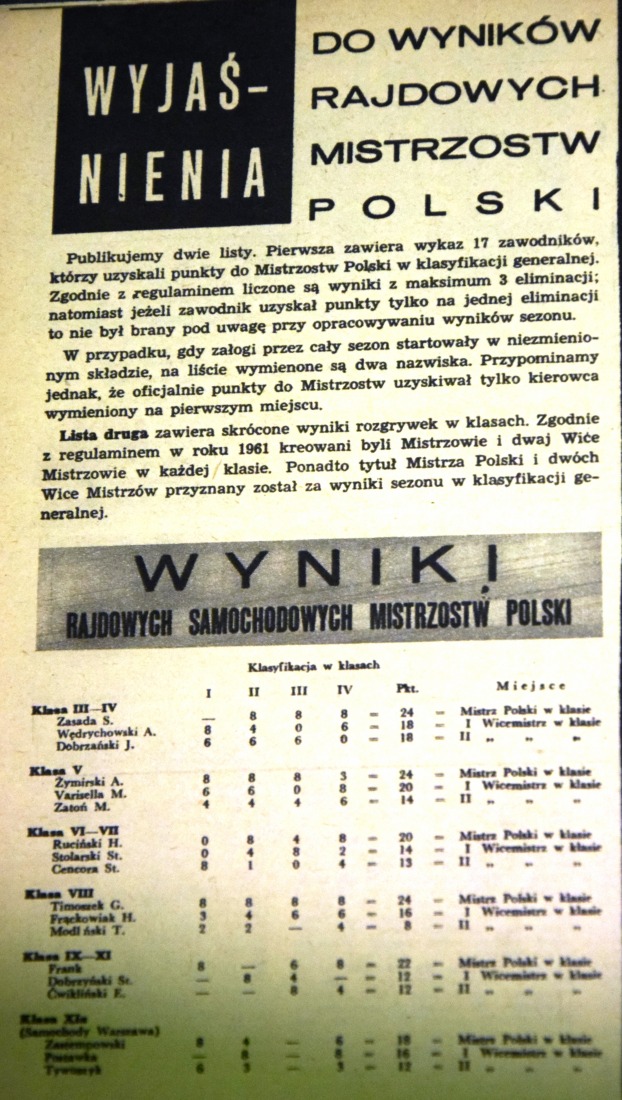 WYJAŚ-
NIENIA
DO WYNIKÓW
RAJDOWYCH
MISTRZOSTW
POLSKI
Publikujemy dwie listy. Pierwsza zawiera wykaz 17 zawodników,
którzy uzyskali punkty do Mistrzostw Polski w klasyfikacji generalnej.
Zgodnie z regulaminem liczone są wyniki z maksimum 3 eliminacji;
natomiast jeżeli zawodnik uzyskał punkty tylko na jednej eliminacji
to nie był brany pod uwagę przy opracowywaniu wyników sezonu.
W przypadku, gdy załogi przez cały sezon startowały w niezmienio-
nym składzie, na liście wymienione są dwa nazwiska. Przypominamy
jednak, że oficjalnie punkty do Mistrzostw uzyskiwał tylko kierowca
wymieniony na pierwszym miejscu.
Lista druga zawiera skrócone wyniki rozgrywek w klasach. Zgodnie
z regulaminem w roku 1961 kreowani byli Mistrzowie i dwaj Wice
Mistrzowie w każdej klasie. Ponadto tytuł Mistrza Polski i dwóch
Wice Mistrzów przyznany został za wyniki sezonu w klasyfikacji ge-
neralnej.
WYNIKI
RAJDOWYCH SAMOCHODOWYCH MISTRZOSTW POLSKI
Klasyfikacja w klasach
I II III IV Pkt. Miejsce
Klasa III—IV
Zasada S. — 8 8 8 = 24 = Mistrz Polski w klasie
Wędrychowski A. 8 4 0 6 = 18 = I Wicemistrz w klasie
Dobrzański J. 6 6 6 0 = 18 = II „ „ „
Klasa V
Żymirski A. 8 8 8 3 = 24 = Mistrz Polski w klasie
Varisella M. 6 6 0 8 = 20 = I Wicemistrz w klasie
Zatoń M. 4 4 4 6 = 14 = II „ „ „
Klasa VI—VII
Ruciński H. 0 8 4 8 = 20 = Mistrz Polski w klasie
Stolarski St. 0 4 8 2 = 14 = I Wicemistrz w klasie
Cencora St. 8 1 0 4 = 13 = II „ „ „
Klasa VIII
Timoszek G. 8 8 8 8 = 24 = Mistrz Polski w klasie
Frąckowiak H. 3 4 6 6 = 16 = I Wicemistrz w klasie
Modl ński T. 2 2 — 4 = 8 = II „ „ „
Klasa IX—XI
Frank 8 — 6 8 = 22 = Mistrz Polski w klasie
Dobrzyński St. — 8 4 — = 12 = I Wicemistrz w klasie
Ćwikliński E. — — 8 4 = 12 = II „ „ „
Klasa XIa
(Samochody Warszawa)
8 4 — 6 = 18 = Mistrz Polski w klasie
— 8 — 8 = 16 = I Wicemistrz w klasie
6 3 — 3 = 12 = II „ „ „